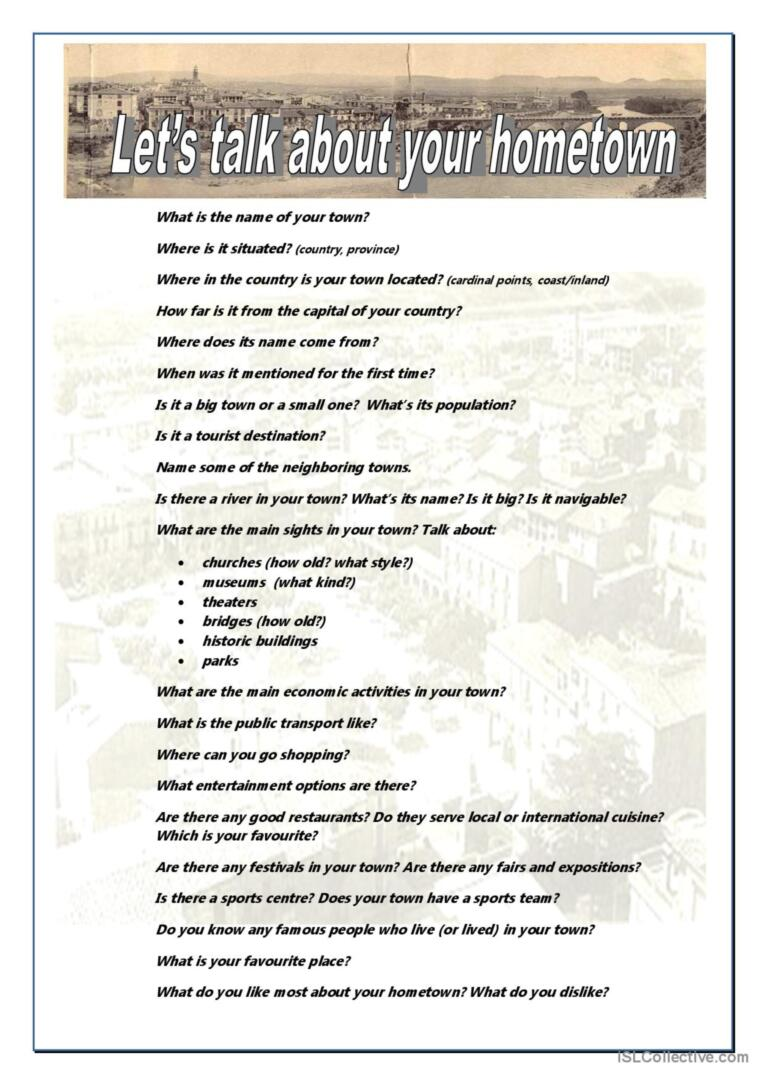 Let's talk about your hometown
What is the name of your town?
Where is it situated? (country, province)
Where in the country is your town located? (cardinal points, coast/inland)
How far is it from the capital of your country?
Where does its name come from?
When was it mentioned for the first time?
Is it a big town or a small one?  What's its population?
Is it a tourist destination?
Name some of the neighboring towns.
Is there a river in your town? What's its name? Is it big? Is it navigable?
What are the main sights in your town? Talk about:
• churches (how old? what style?)
• museums  (what kind?)
• theaters
• bridges (how old?)
• historic buildings
• parks
What are the main economic activities in your town?
What is the public transport like?
Where can you go shopping?
What entertainment options are there?
Are there any good restaurants? Do they serve local or international cuisine?
Which is your favourite?
Are there any festivals in your town? Are there any fairs and expositions?
Is there a sports centre? Does your town have a sports team?
Do you know any famous people who live (or lived) in your town?
What is your favourite place?
What do you like most about your hometown? What do you dislike?
iSLCollective.com